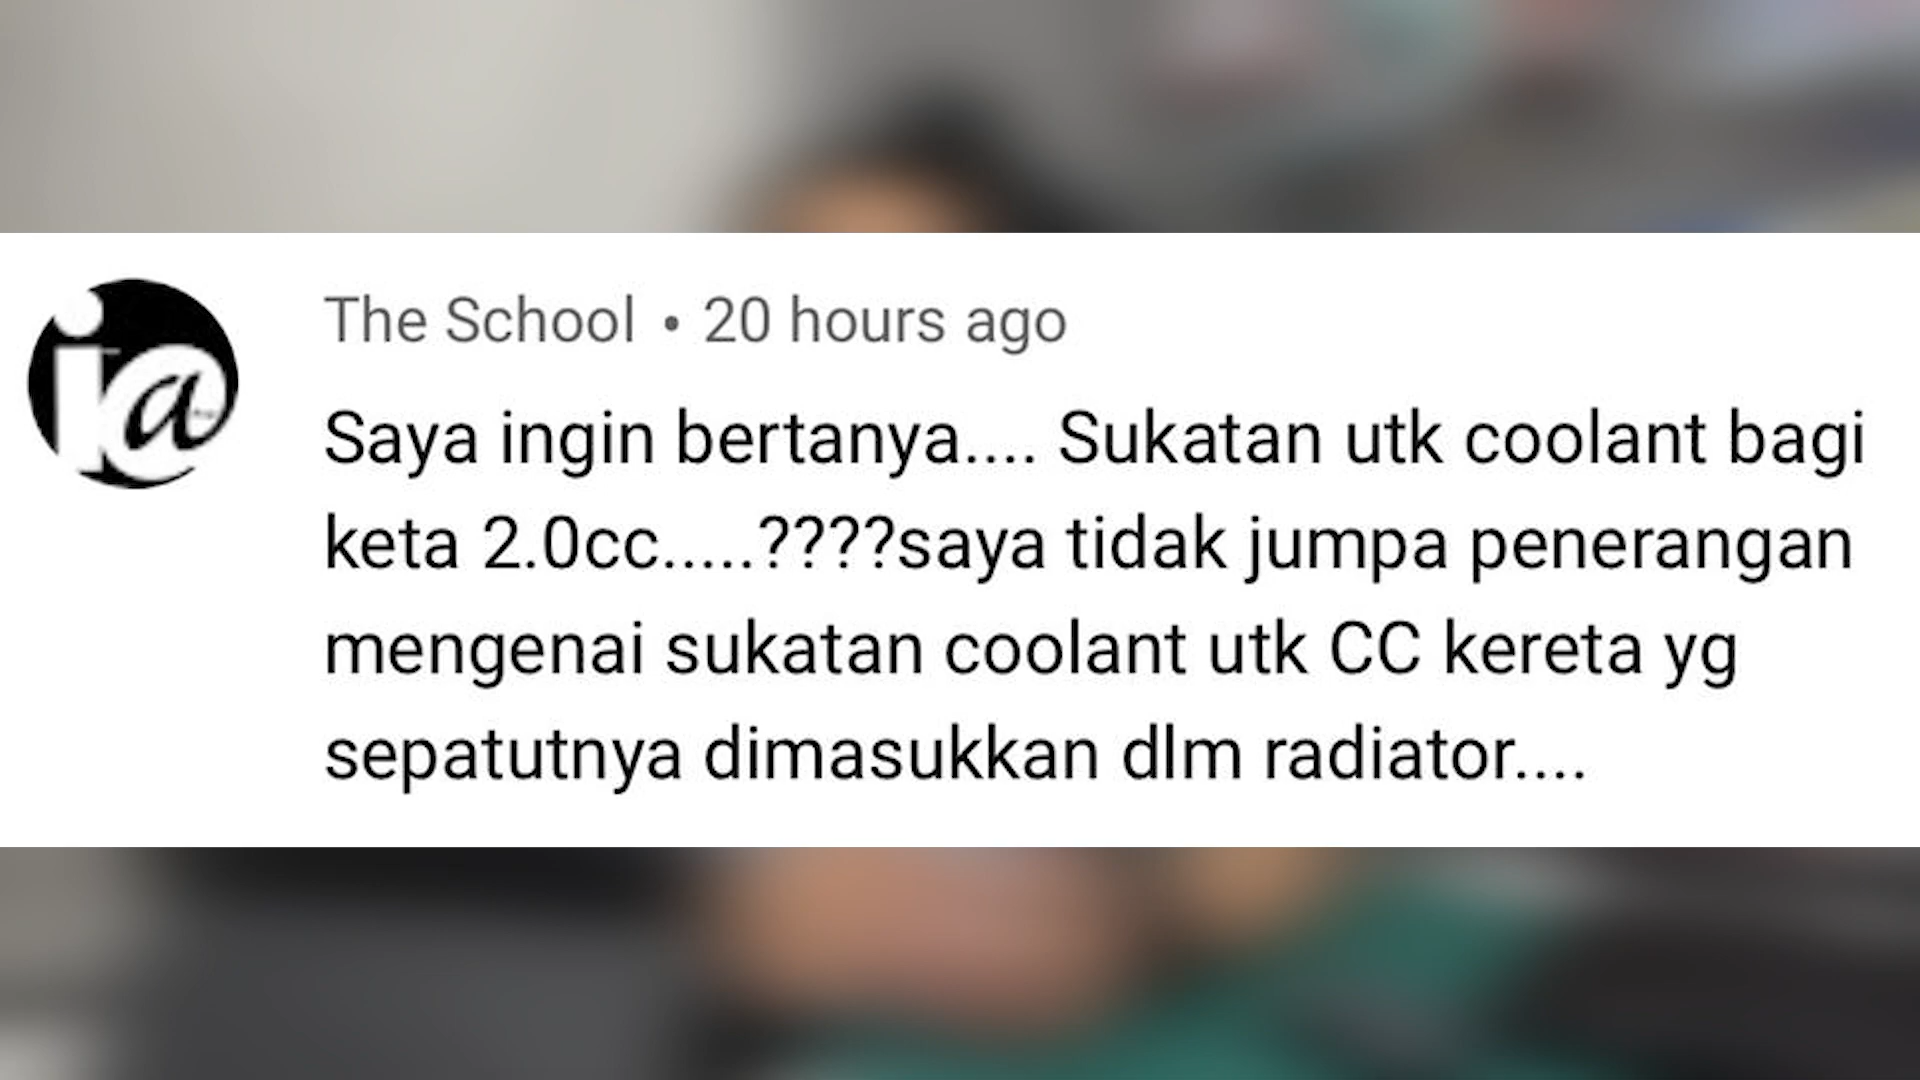 ia
The School • 20 hours ago
Saya ingin bertanya.... Sukatan utk coolant bagi
keta 2.0cc.....????saya tidak jumpa penerangan
mengenai sukatan coolant utk CC kereta yg
sepatutnya dimasukkan dlm radiator....